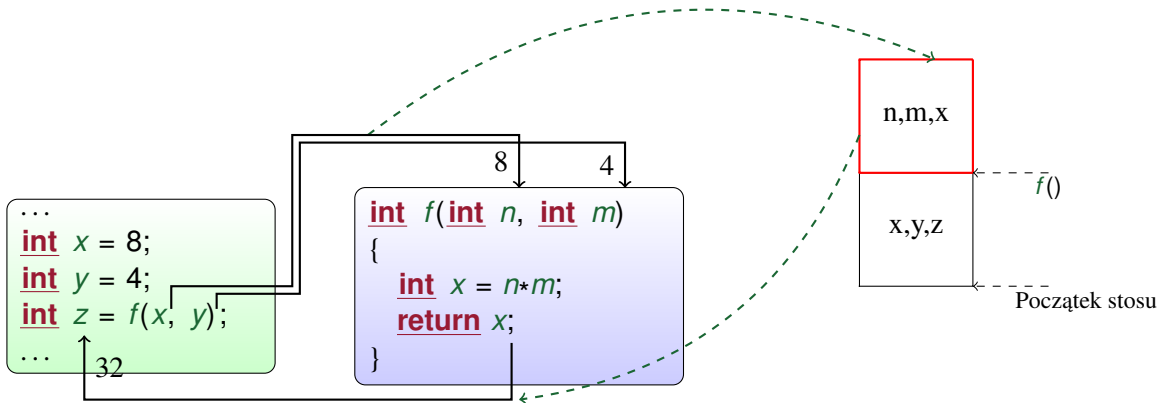 …
int x = 8;
int y = 4;
int z = f(x, y);
…
32
8
4
int f(int n, int m)
{
int x = n*m;
return x;
}
n,m,x
f()
x,y,z
Początek stosu